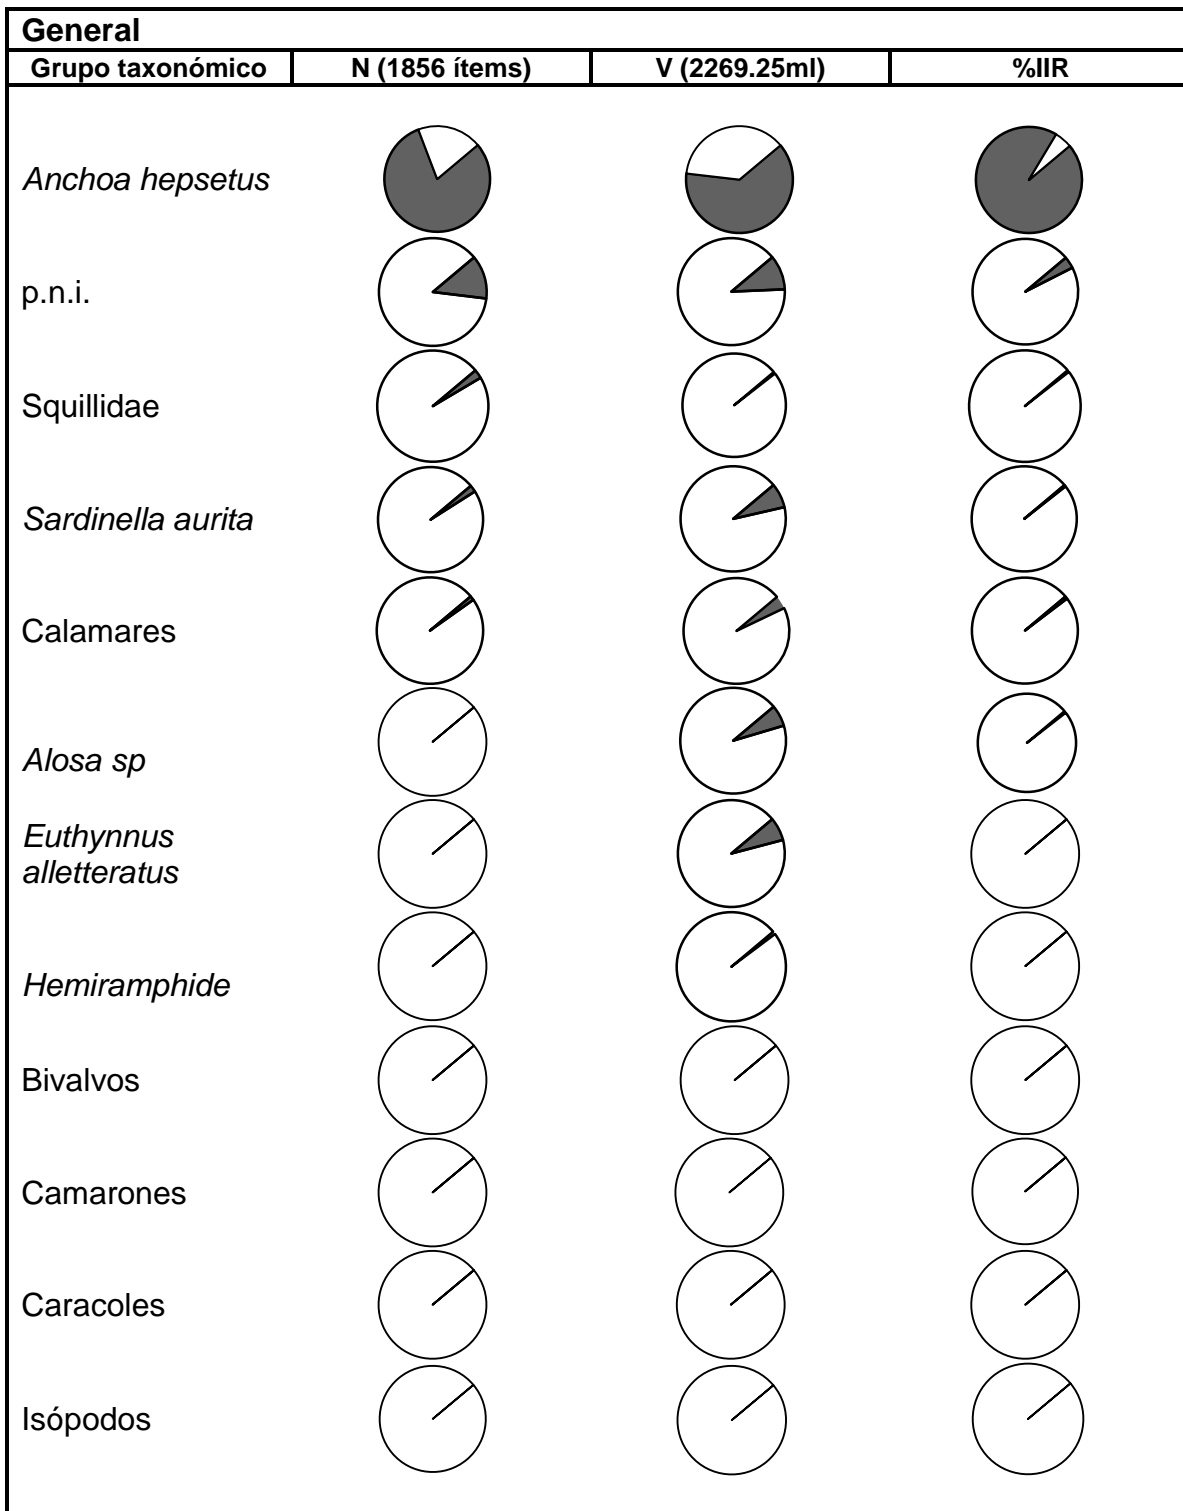 General
Grupo taxonómico N (1856 ítems) V (2269.25ml) %IIR
Anchoa hepsetus
p.n.i.
Squillidae
Sardinella aurita
Calamares
Alosa sp
Euthynnus
alletteratus
Hemiramphide
Bivalvos
Camarones
Caracoles
Isópodos